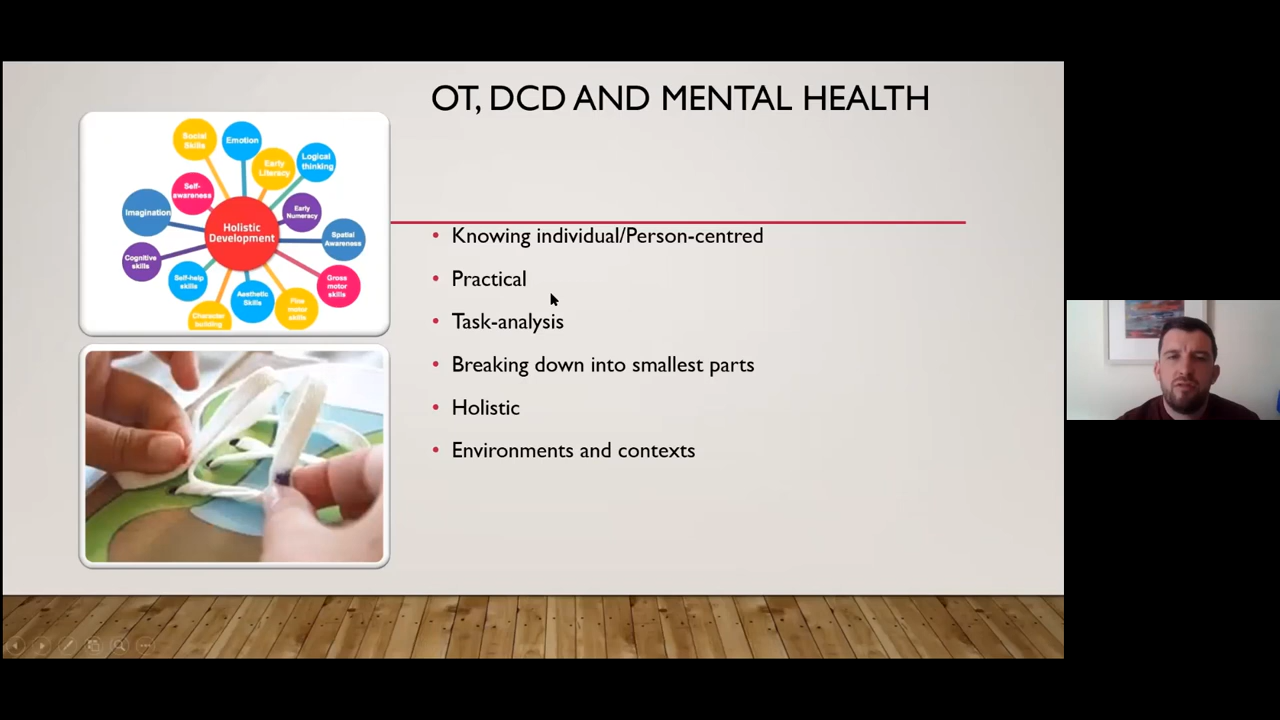 OT, DCD AND MENTAL HEALTH
Social
Skills
Emotion
Early
Literacy
Logical
thinking
Self-
awareness
Imagination
Early
Numeracy
Holistic
Development
Spatial
Awareness
Cognitive
skills
Self-help
skills
Aesthetic
Skills
Gross
motor
skills
Fine
motor
skills
Character
building
• Knowing individual/Person-centred
• Practical
• Task-analysis
• Breaking down into smallest parts
• Holistic
• Environments and contexts